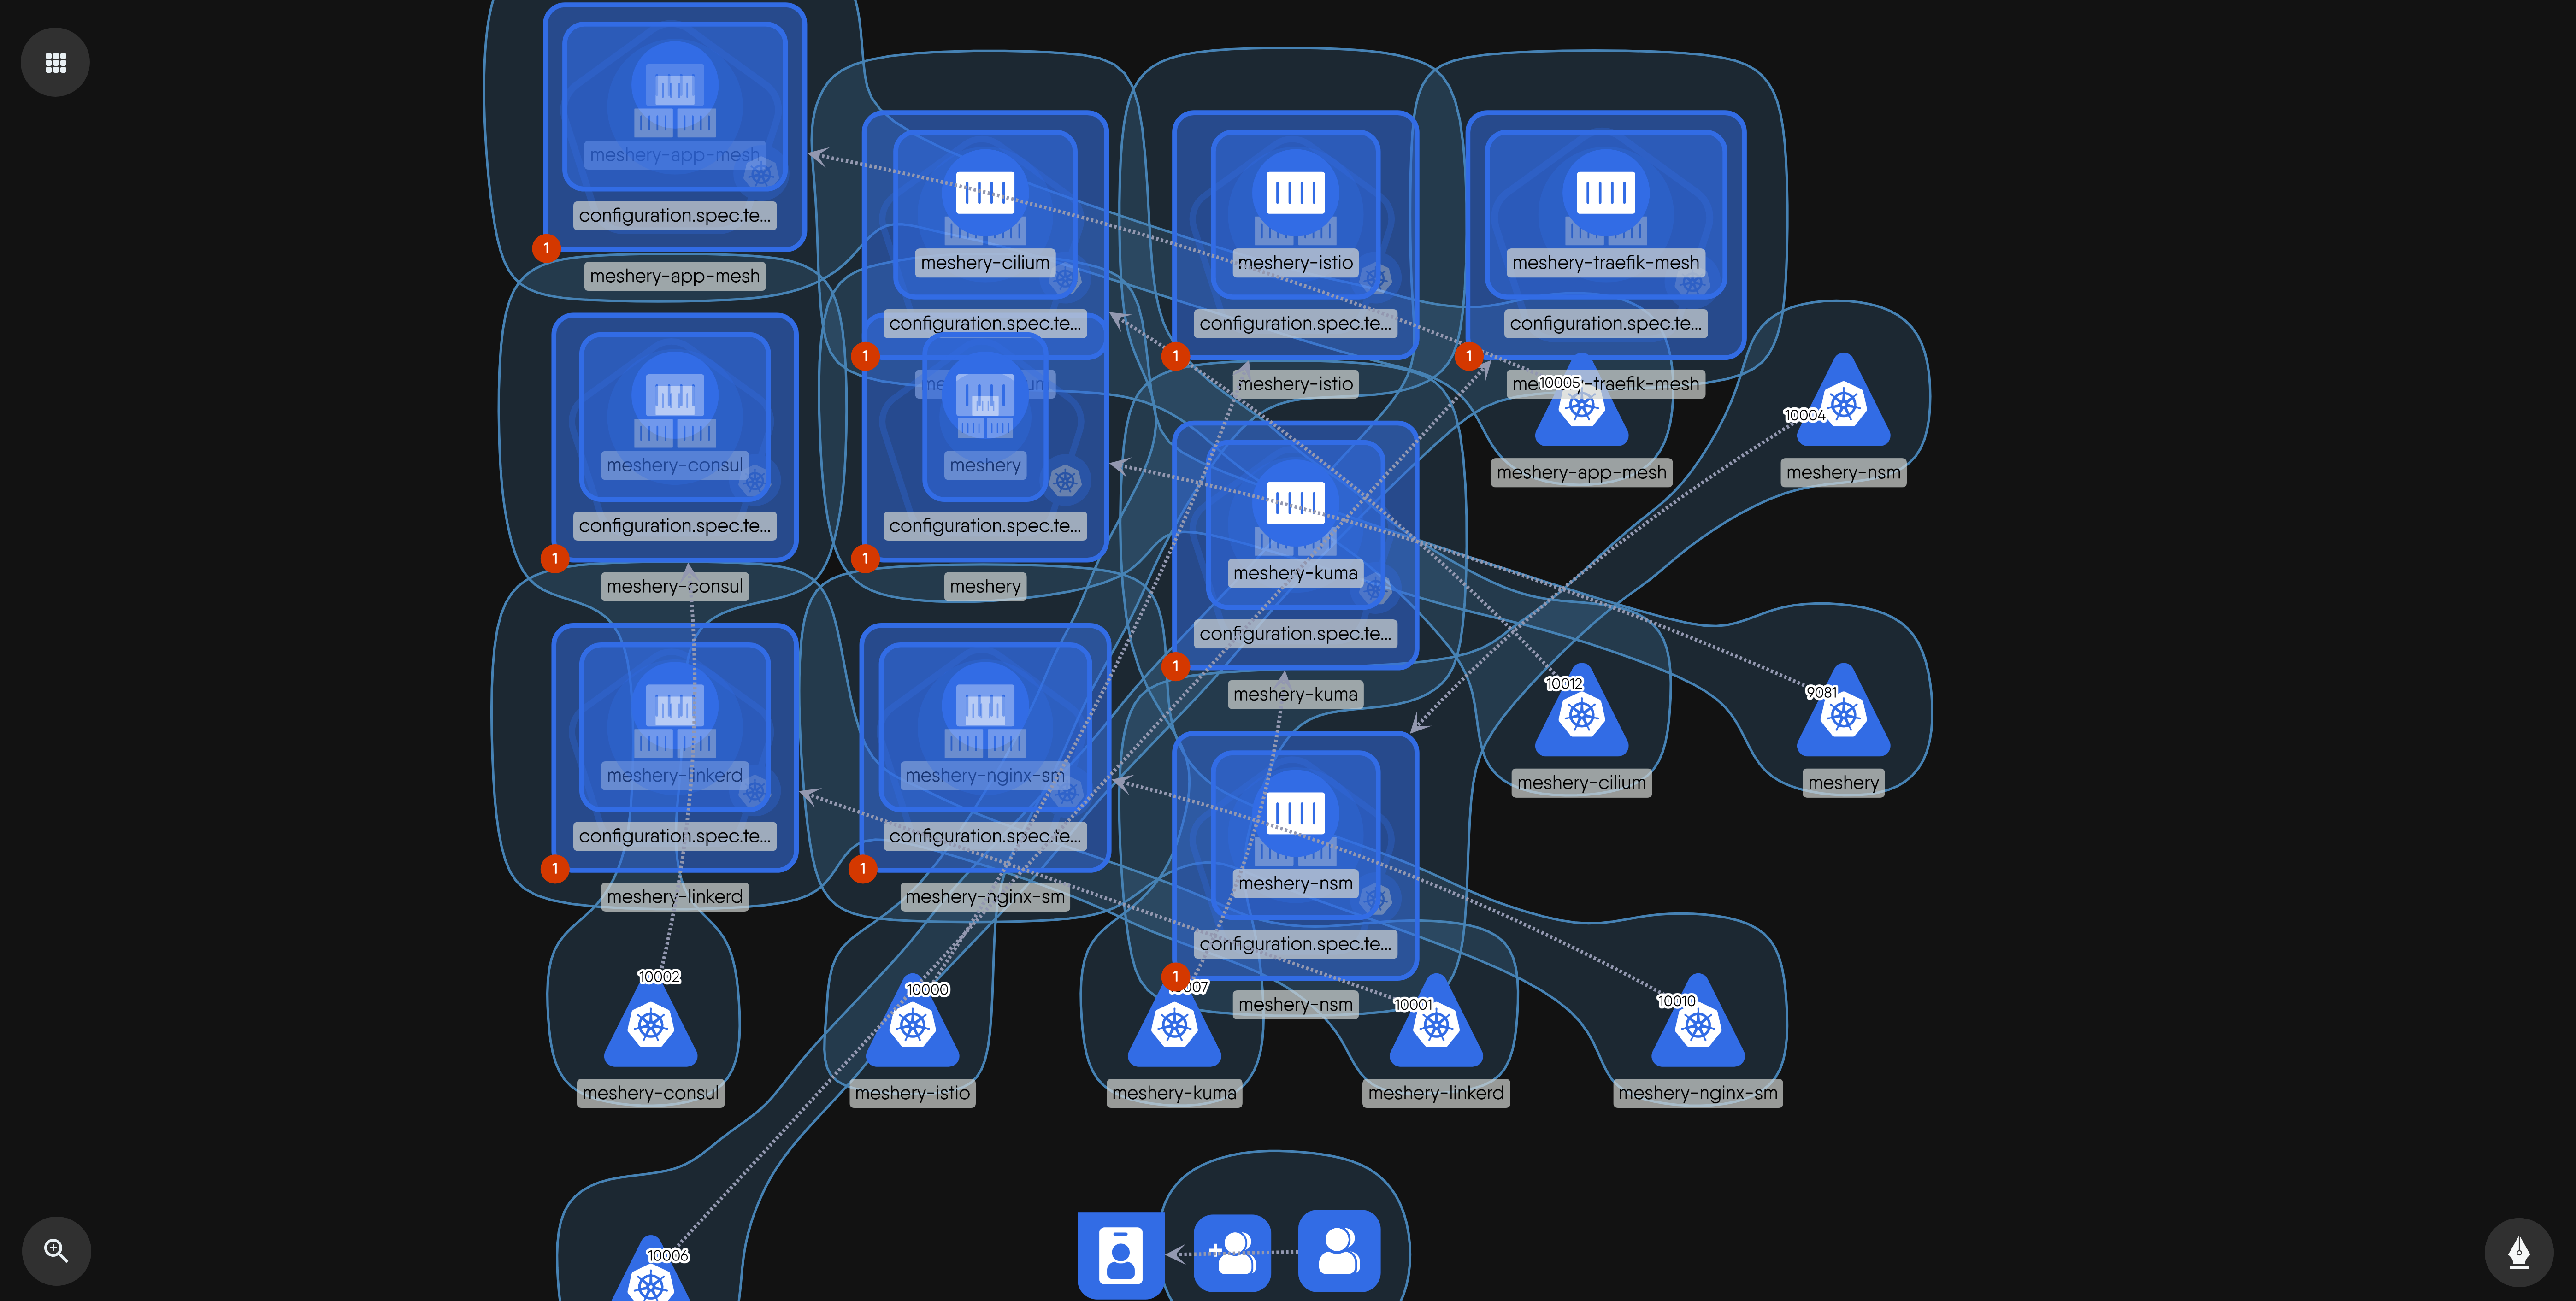 meshery-app-mesh
configuration.spec.te...
1
meshery-app-mesh
meshery-cilium
configuration.spec.te...
1
meshery-istio
configuration.spec.te...
1
meshery-istio
meshery-traefik-mesh
configuration.spec.te...
1
meshery-traefik-mesh
10005
meshery-app-mesh
10004
meshery-nsm
meshery-consul
configuration.spec.te...
1
meshery-consul
meshery
configuration.spec.te...
1
meshery
meshery-kuma
configuration.spec.te...
1
meshery-kuma
10012
meshery-cilium
9081
meshery
meshery-linkerd
configuration.spec.te...
1
meshery-linkerd
meshery-nginx-sm
configuration.spec.te...
1
meshery-nginx-sm
meshery-nsm
configuration.spec.te...
1
meshery-nsm
10002
meshery-consul
10000
meshery-istio
meshery-kuma
10001
meshery-linkerd
10010
meshery-nginx-sm
10006